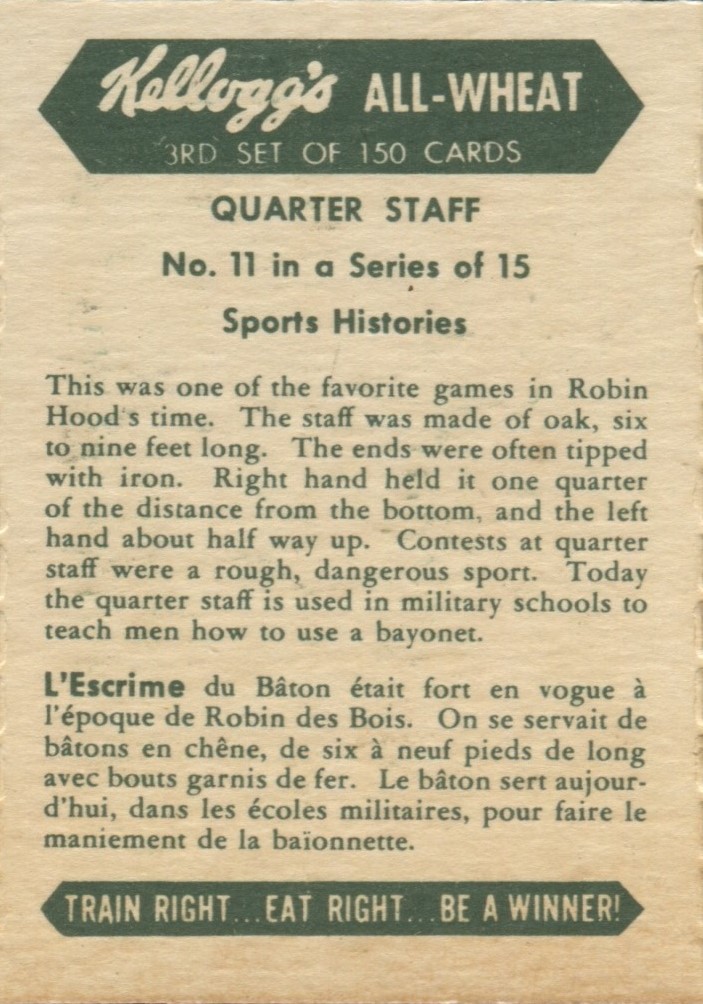 Kellogg's ALL-WHEAT
3RD SET OF 150 CARDS
QUARTER STAFF
No. 11 in a Series of 15
Sports Histories
This was one of the favorite games in Robin
Hood's time. The staff was made of oak, six
to nine feet long. The ends were often tipped
with iron. Right hand held it one quarter
of the distance from the bottom, and the left
hand about half way up. Contests at quarter
staff were a rough, dangerous sport. Today
the quarter staff is used in military schools to
teach men how to use a bayonet.
L'Escrime du Bâton était fort en vogue à
l'époque de Robin des Bois. On se servait de
bâtons en chêne, de six à neuf pieds de long
avec bouts garnis de fer. Le bâton sert aujour-
d'hui, dans les écoles militaires, pour faire le
maniement de la baïonnette.
TRAIN RIGHT...EAT RIGHT...BE A WINNER!